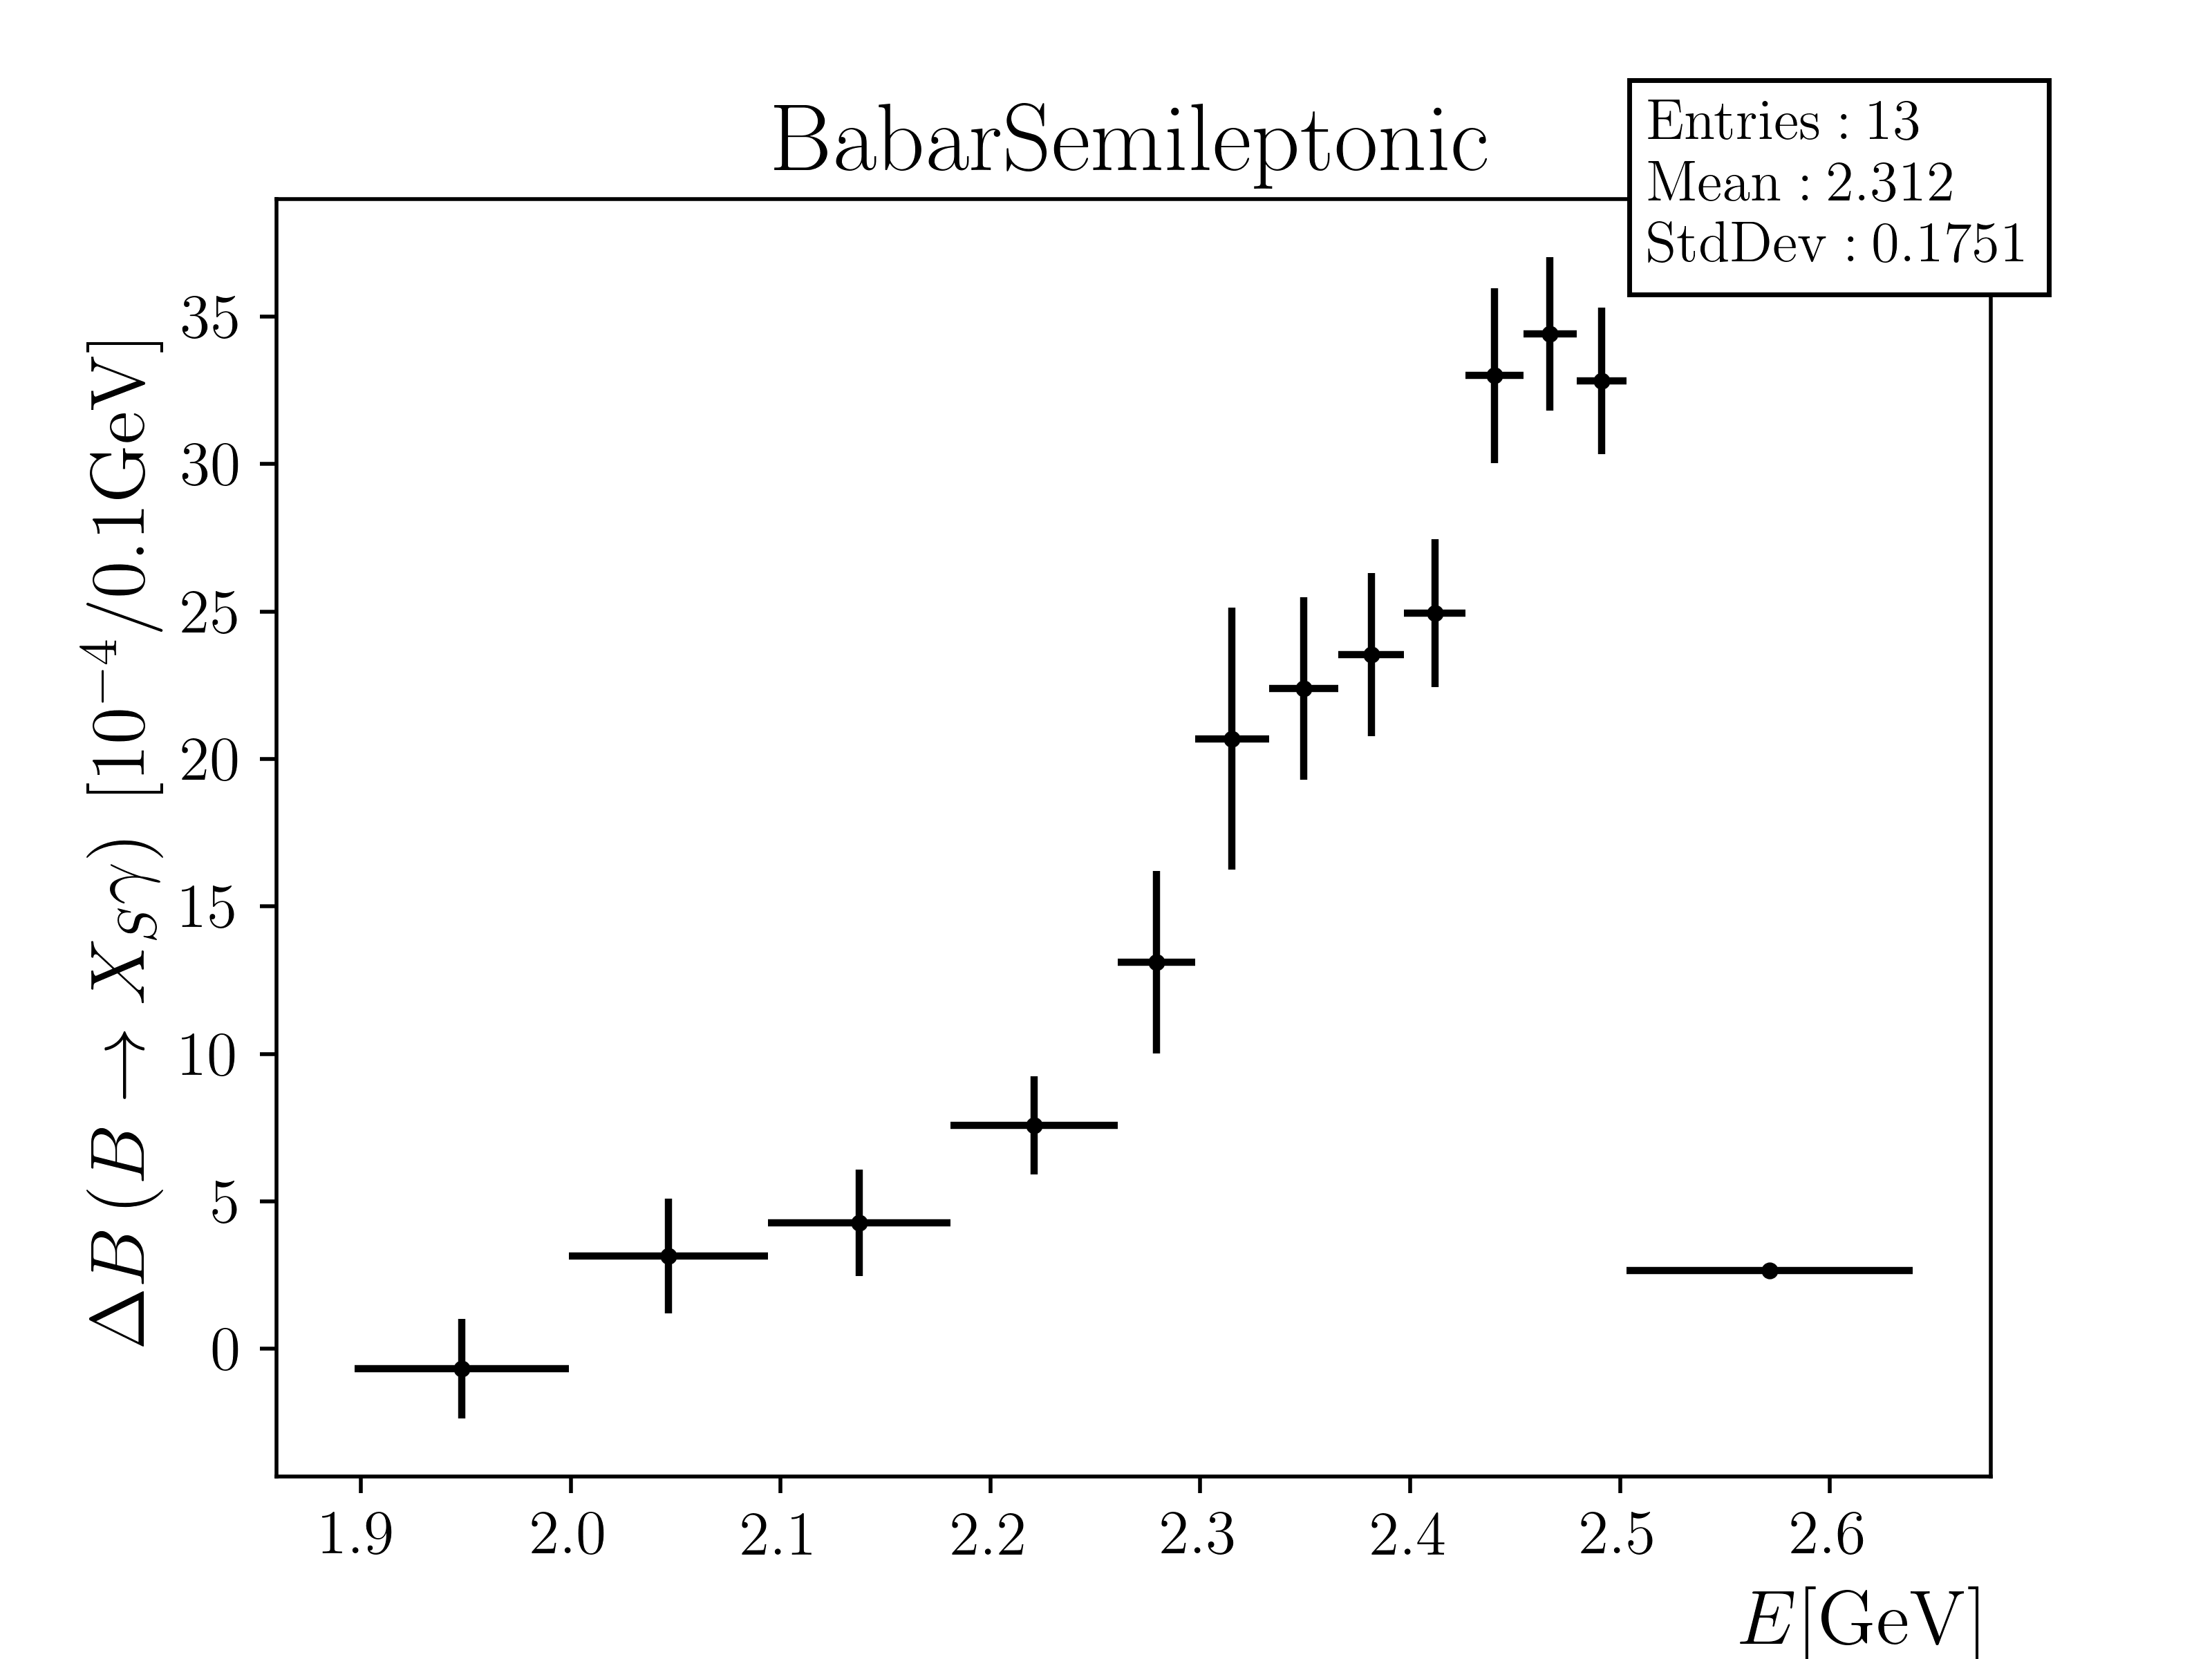 BabarSemileptonic
Entries : 13
Mean : 2.312
StdDev : 0.1751
ΔB (B → X_Sγ) [10⁻⁴/0.1GeV]
35
30
25
20
15
10
5
0
1.9 2.0 2.1 2.2 2.3 2.4 2.5 2.6
E[GeV]